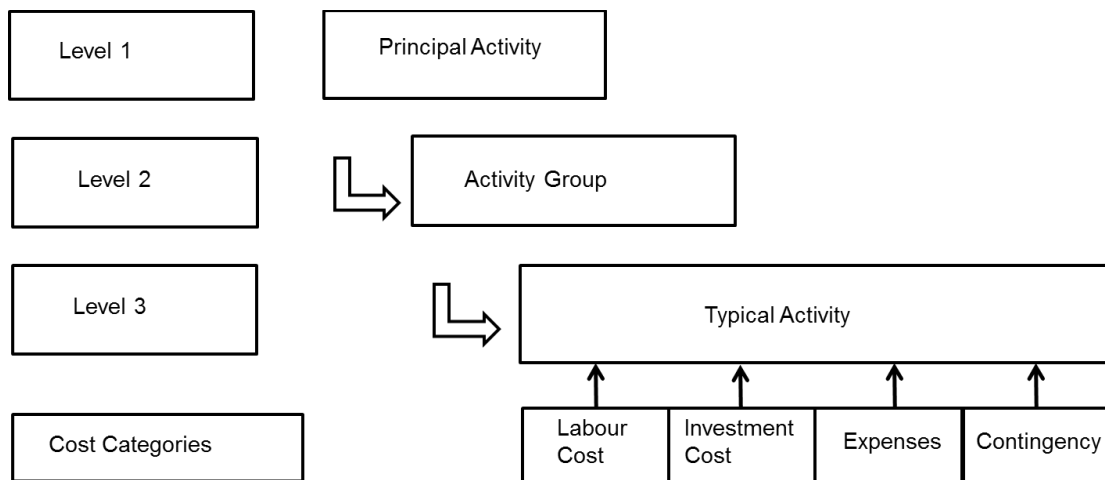 Level 1
Principal Activity
Level 2
Activity Group
Level 3
Typical Activity
Cost Categories
Labour
Cost
Investment
Cost
Expenses
Contingency